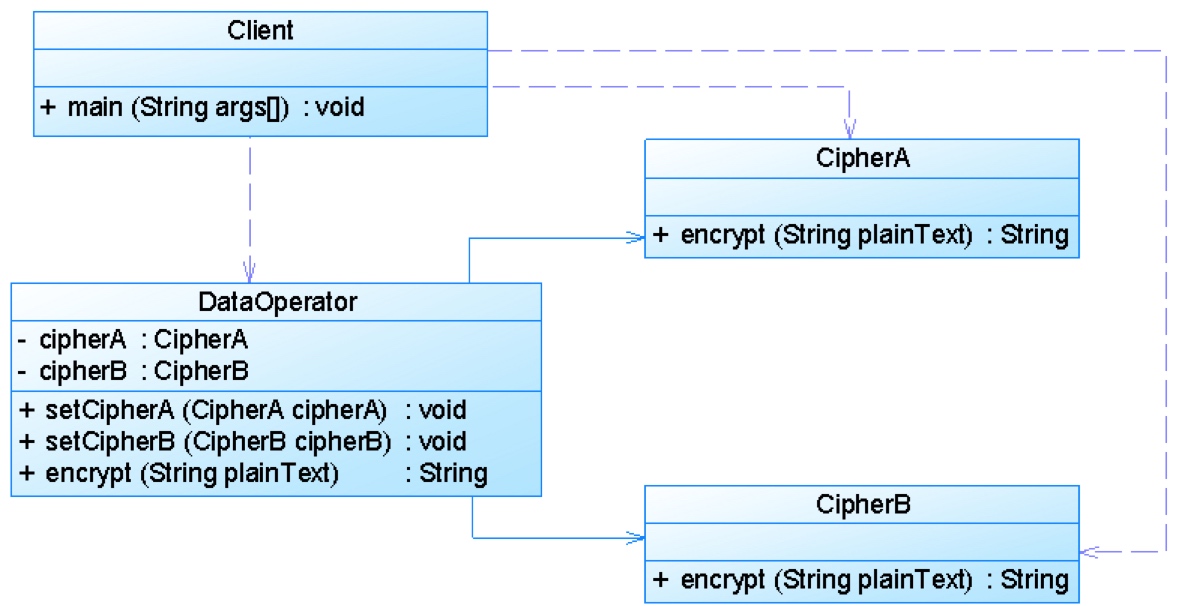 Client
+ main (String args[]) : void
CipherA
+ encrypt (String plainText) : String
DataOperator
- cipherA : CipherA
- cipherB : CipherB
+ setCipherA (CipherA cipherA) : void
+ setCipherB (CipherB cipherB) : void
+ encrypt (String plainText) : String
CipherB
+ encrypt (String plainText) : String